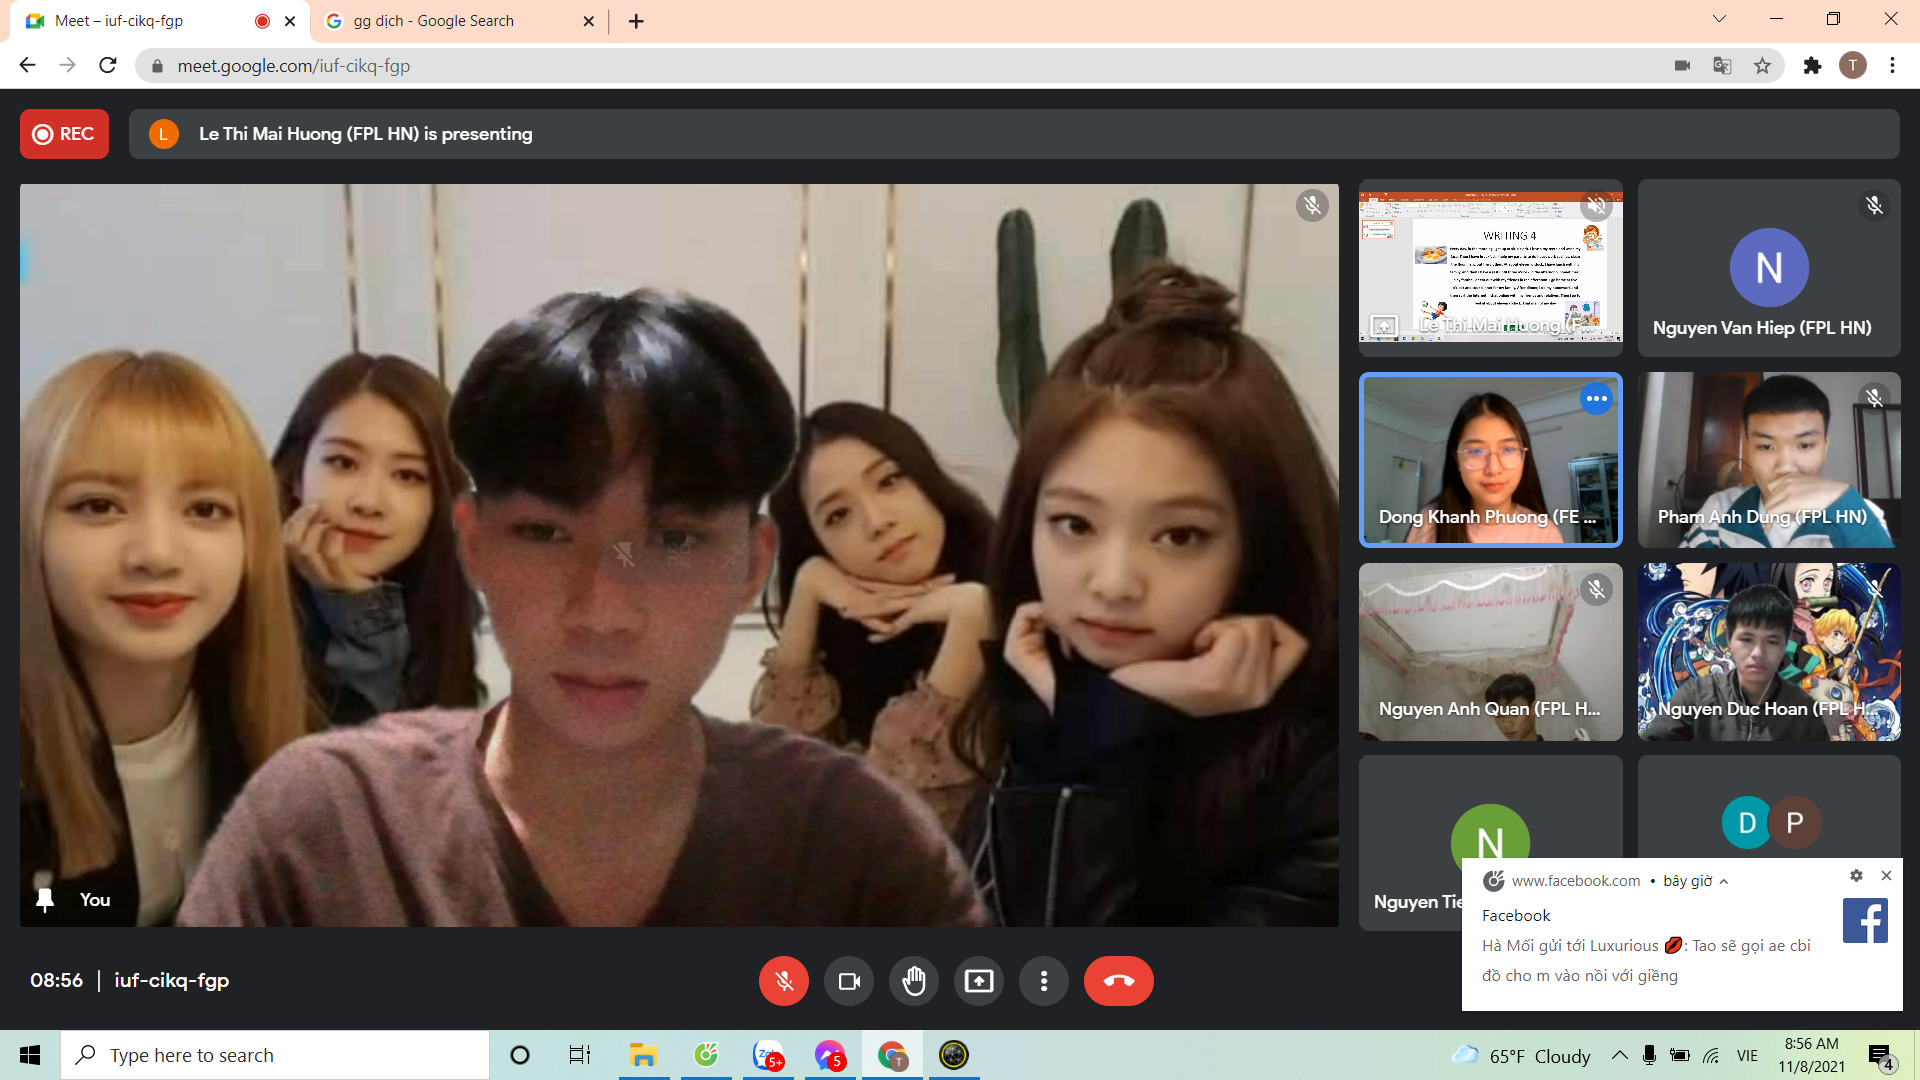 Meet – iuf-cikq-fgp
gg dịch - Google Search
meet.google.com/iuf-cikq-fgp
T
REC
L
Le Thi Mai Huong (FPL HN) is presenting
WRITING 4
Le Thi Mai Huong (F...
N
Nguyen Van Hiep (FPL HN)
Dong Khanh Phuong (FE ...
Pham Anh Dung (FPL HN)
Nguyen Anh Quan (FPL H...
Nguyen Duc Hoan (FPL H...
N
Nguyen Tie
D P
You
www.facebook.com • bây giờ
Facebook
Hà Mối gửi tới Luxurious 💋: Tao sẽ gọi ae cbi
đồ cho m vào nồi với giềng
08:56 | iuf-cikq-fgp
Type here to search
5+
5
T
65°F Cloudy
VIE
8:56 AM
11/8/2021
4